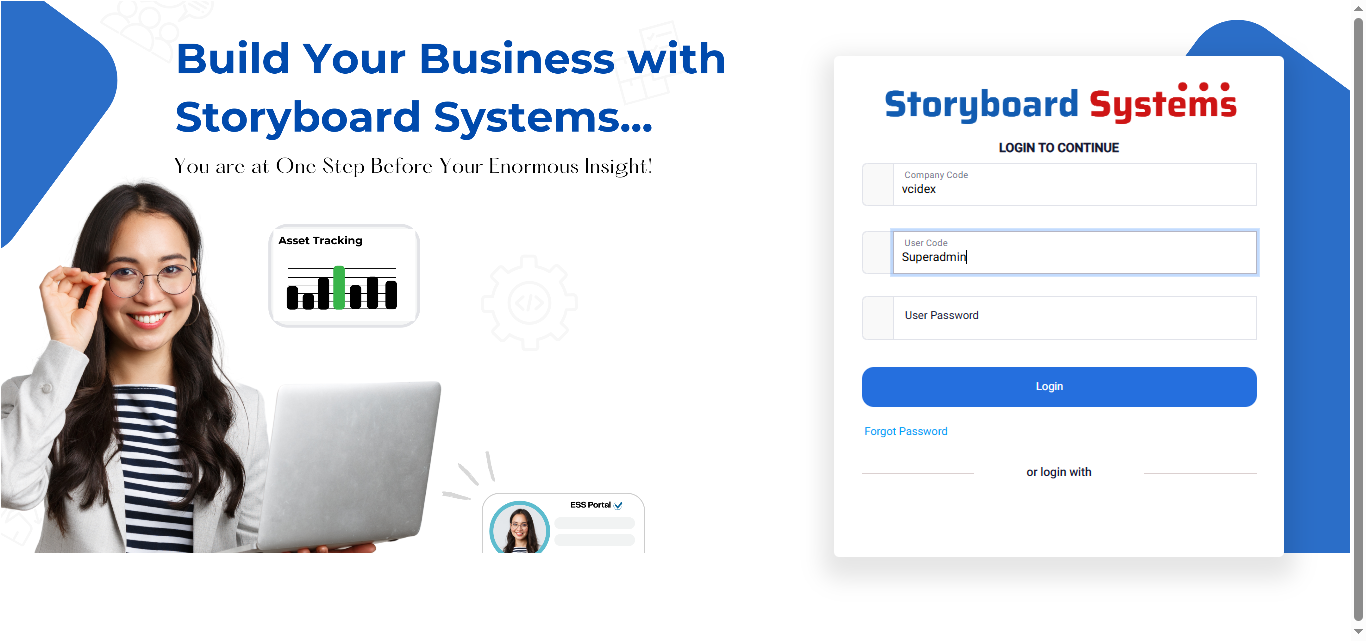 Build Your Business with
Storyboard Systems...
You are at One Step Before Your Enormous Insight!
Asset Tracking
ESS Portal
Storyboard Systems
LOGIN TO CONTINUE
Company Code
vcidex
User Code
Superadmin
User Password
Login
Forgot Password
or login with